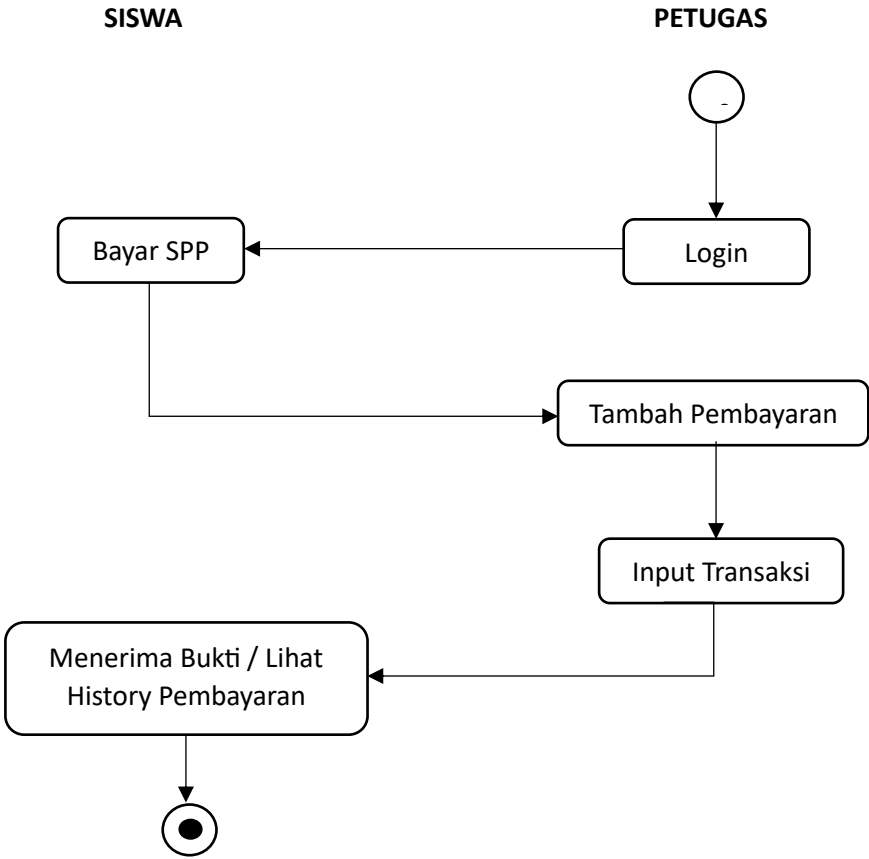 SISWA
PETUGAS
Bayar SPP
Login
Tambah Pembayaran
Input Transaksi
Menerima Bukti / Lihat
History Pembayaran